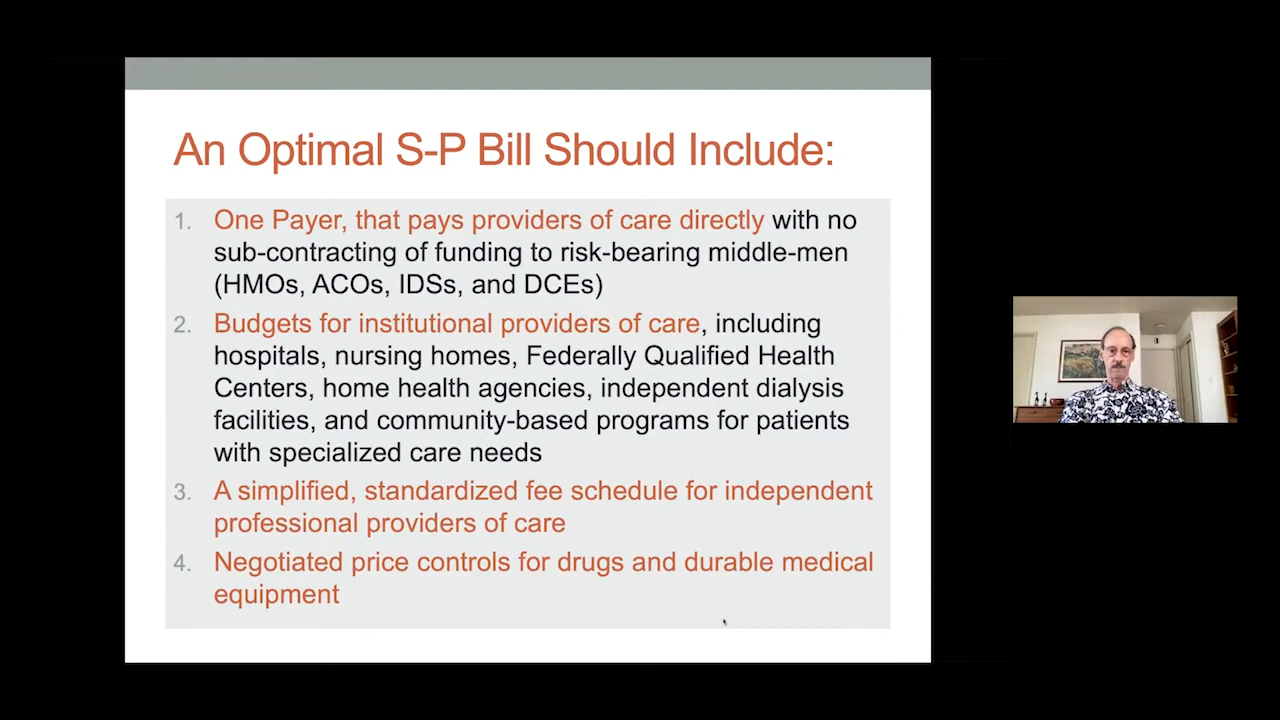 An Optimal S-P Bill Should Include:
1. One Payer, that pays providers of care directly with no
sub-contracting of funding to risk-bearing middle-men
(HMOs, ACOs, IDSs, and DCEs)
2. Budgets for institutional providers of care, including
hospitals, nursing homes, Federally Qualified Health
Centers, home health agencies, independent dialysis
facilities, and community-based programs for patients
with specialized care needs
3. A simplified, standardized fee schedule for independent
professional providers of care
4. Negotiated price controls for drugs and durable medical
equipment